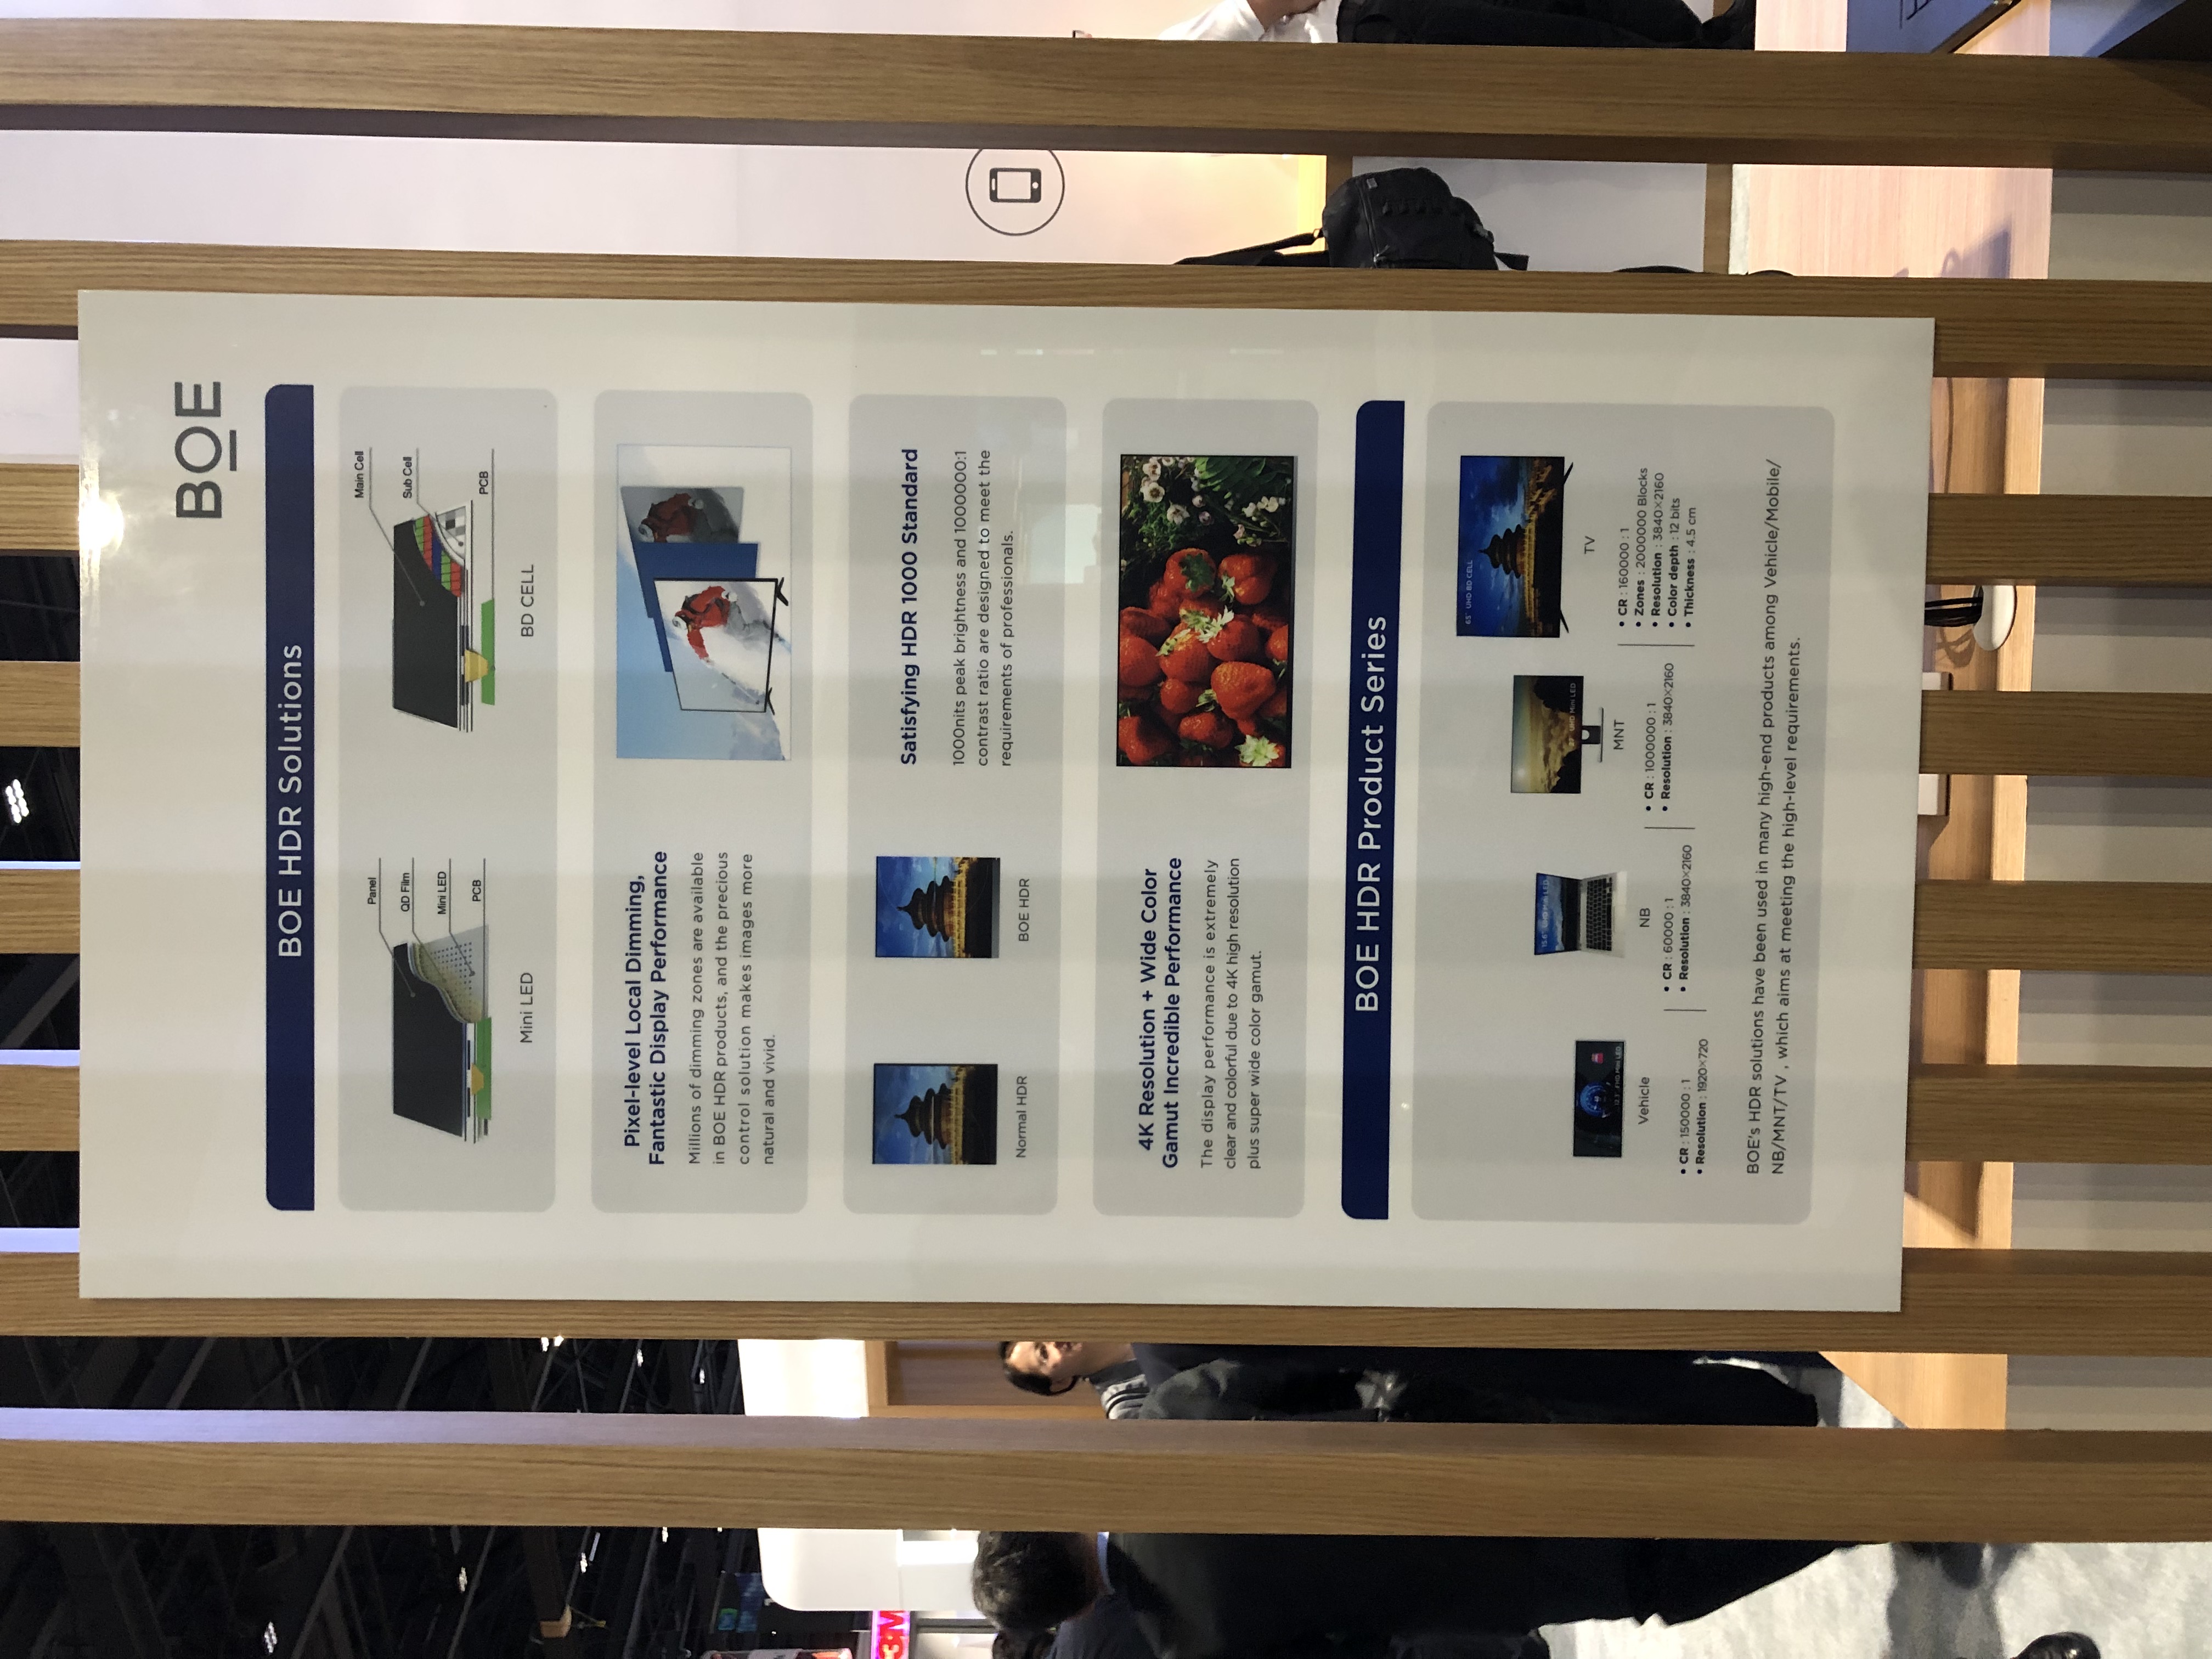 BOE
BOE HDR Solutions
Panel
QD Film
Mini LED
PCB
Mini LED
Main Cell
Sub Cell
PCB
BD CELL
Pixel-level Local Dimming,
Fantastic Display Performance
Millions of dimming zones are available
in BOE HDR products, and the precious
control solution makes images more
natural and vivid.
Normal HDR
BOE HDR
Satisfying HDR 1000 Standard
1000nits peak brightness and 1000000:1
contrast ratio are designed to meet the
requirements of professionals.
4K Resolution + Wide Color
Gamut Incredible Performance
The display performance is extremely
clear and colorful due to 4K high resolution
plus super wide color gamut.
BOE HDR Product Series
12.3" FHD Mini LED
Vehicle
• CR : 150000 : 1
• Resolution : 1920×720
15.6" UHD Mini LED
NB
• CR : 60000 : 1
• Resolution : 3840×2160
27" UHD Mini LED
MNT
• CR : 1000000 : 1
• Resolution : 3840×2160
65" UHD BD CELL
TV
• CR : 160000 : 1
• Zones : 2000000 Blocks
• Resolution : 3840×2160
• Color depth : 12 bits
• Thickness : 4.5 cm
BOE's HDR solutions have been used in many high-end products among Vehicle/Mobile/
NB/MNT/TV , which aims at meeting the high-level requirements.
3M